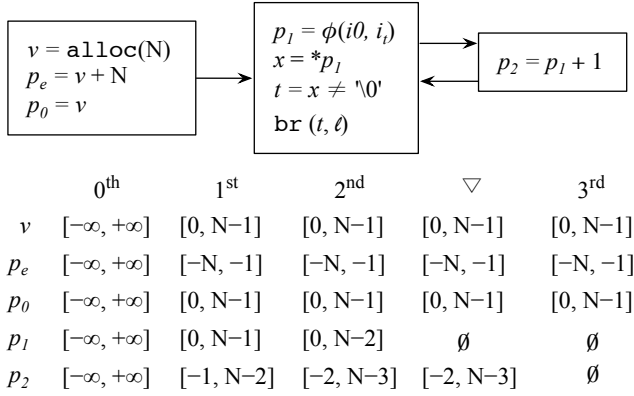 v = alloc(N)
pₑ = v + N
p₀ = v
p₁ = ϕ(i0, iₜ)
x = *p₁
t = x ≠ '\0'
br (t, ℓ)
p₂ = p₁ + 1
0ᵗʰ 1ˢᵗ 2ⁿᵈ ▽ 3ʳᵈ
v [−∞, +∞] [0, N−1] [0, N−1] [0, N−1] [0, N−1]
pₑ [−∞, +∞] [−N, −1] [−N, −1] [−N, −1] [−N, −1]
p₀ [−∞, +∞] [0, N−1] [0, N−1] [0, N−1] [0, N−1]
p₁ [−∞, +∞] [0, N−1] [0, N−2] ∅ ∅
p₂ [−∞, +∞] [−1, N−2] [−2, N−3] [−2, N−3] ∅